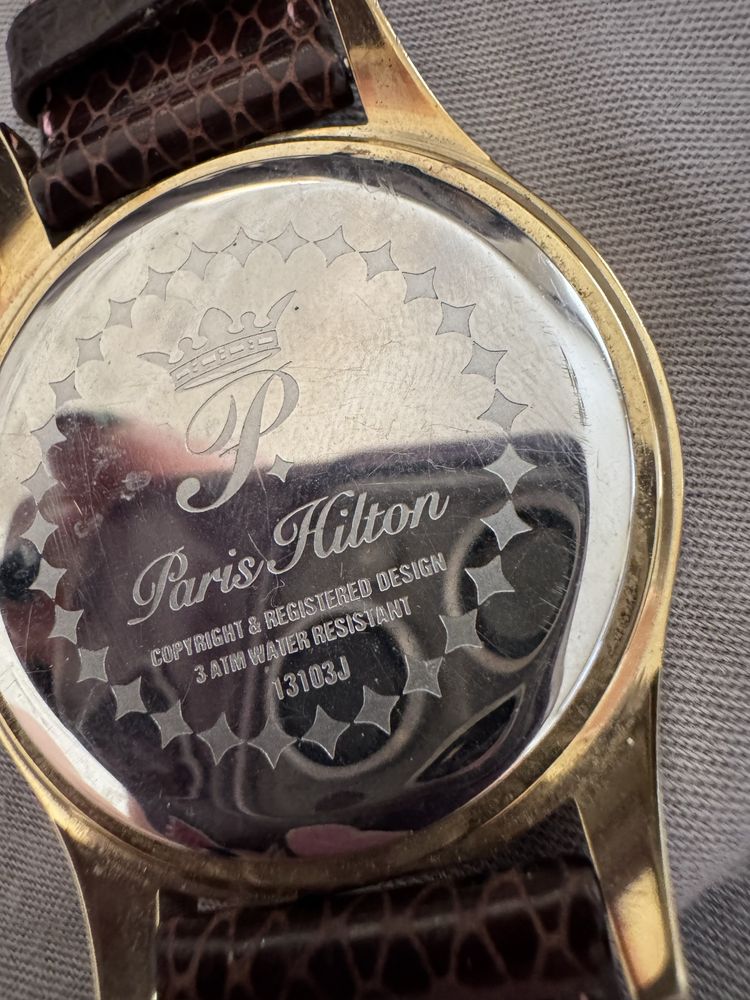 P
Paris Hilton
COPYRIGHT & REGISTERED DESIGN
3 ATM WATER RESISTANT
13103J